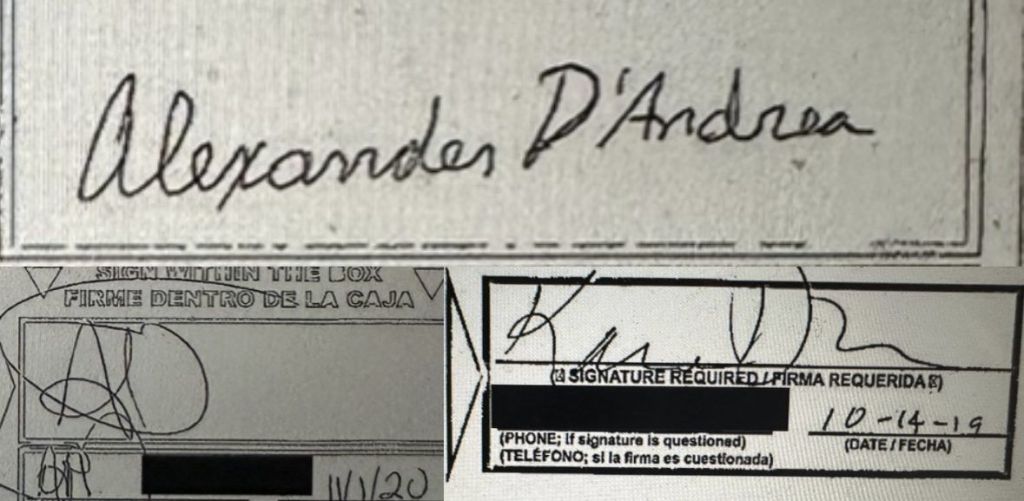 Alexander D'Andrea
SIGN WITHIN THE BOX
FIRME DENTRO DE LA CAJA
11/1/20
(☒ SIGNATURE REQUIRED / FIRMA REQUERIDA ☒)
10-14-19
(PHONE; If signature is questioned)
(DATE / FECHA)
(TELÉFONO; si la firma es cuestionada)